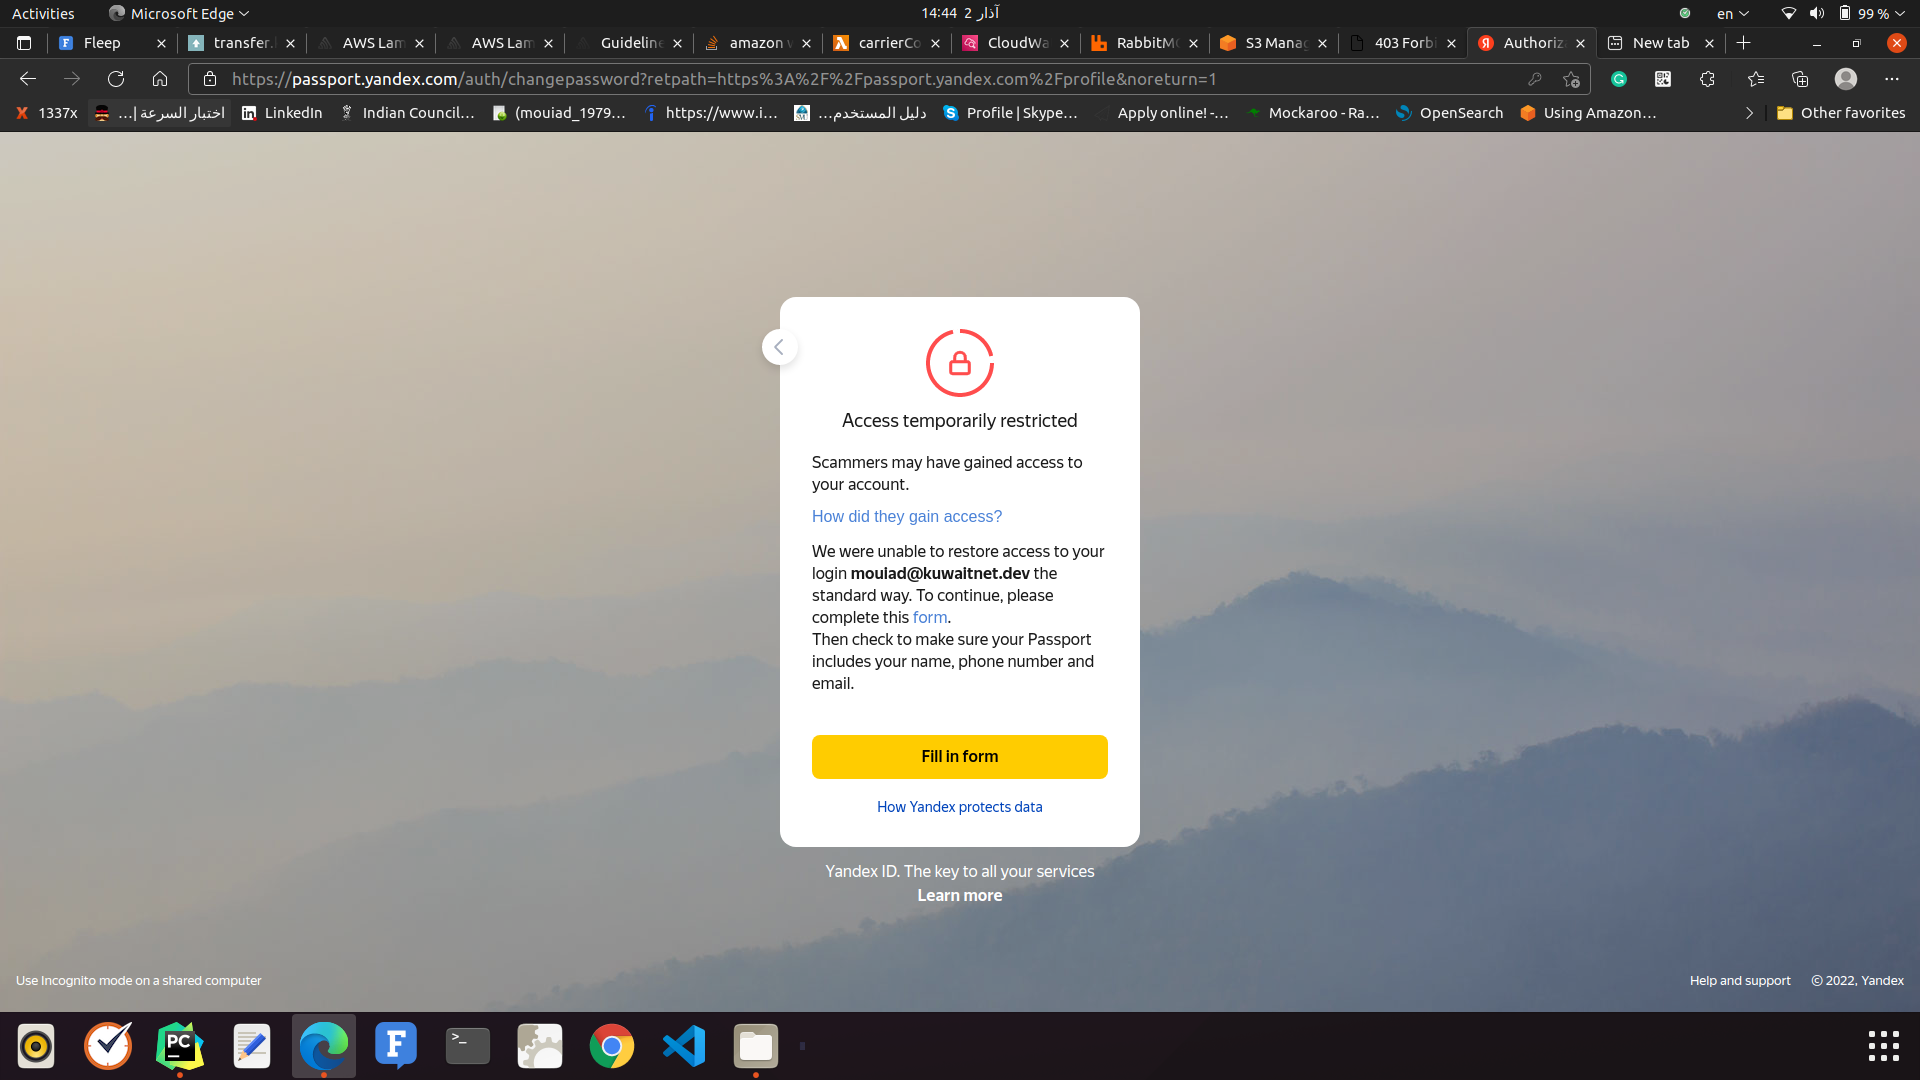 Activities
Microsoft Edge
14:44 2 آذار
en
99 %
Fleep
transfer.
AWS Lam
AWS Lam
Guideline
amazon
carrierCo
CloudWa
RabbitM
S3 Manag
403 Forbi
Authoriz
New tab
https://passport.yandex.com/auth/changepassword?retpath=https%3A%2F%2Fpassport.yandex.com%2Fprofile&noreturn=1
1337x
اختبار السرعة |...
LinkedIn
Indian Council...
(mouiad_1979...
https://www.i...
دليل المستخدم...
Profile | Skype...
Apply online! -...
Mockaroo - Ra...
OpenSearch
Using Amazon...
Other favorites
Access temporarily restricted
Scammers may have gained access to
your account.
How did they gain access?
We were unable to restore access to your
login mouiad@kuwaitnet.dev the
standard way. To continue, please
complete this form.
Then check to make sure your Passport
includes your name, phone number and
email.
Fill in form
How Yandex protects data
Yandex ID. The key to all your services
Learn more
Use Incognito mode on a shared computer
Help and support
© 2022, Yandex
PC
F
>_